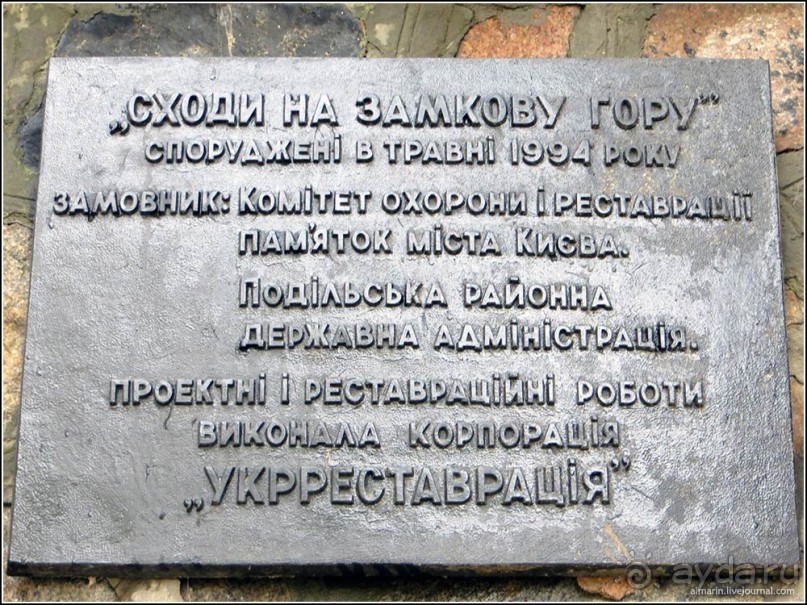 „СХОДИ НА ЗАМКОВУ ГОРУ”
СПОРУДЖЕНІ В ТРАВНІ 1994 РОКУ
ЗАМОВНИК: КОМІТЕТ ОХОРОНИ І РЕСТАВРАЦІЇ
ПАМ'ЯТОК МІСТА КИЄВА.
ПОДІЛЬСЬКА РАЙОННА
ДЕРЖАВНА АДМІНІСТРАЦІЯ.
ПРОЕКТНІ І РЕСТАВРАЦІЙНІ РОБОТИ
ВИКОНАЛА КОРПОРАЦІЯ
„УКРРЕСТАВРАЦІЯ”
ayda.ru
almarin.livejournal.com